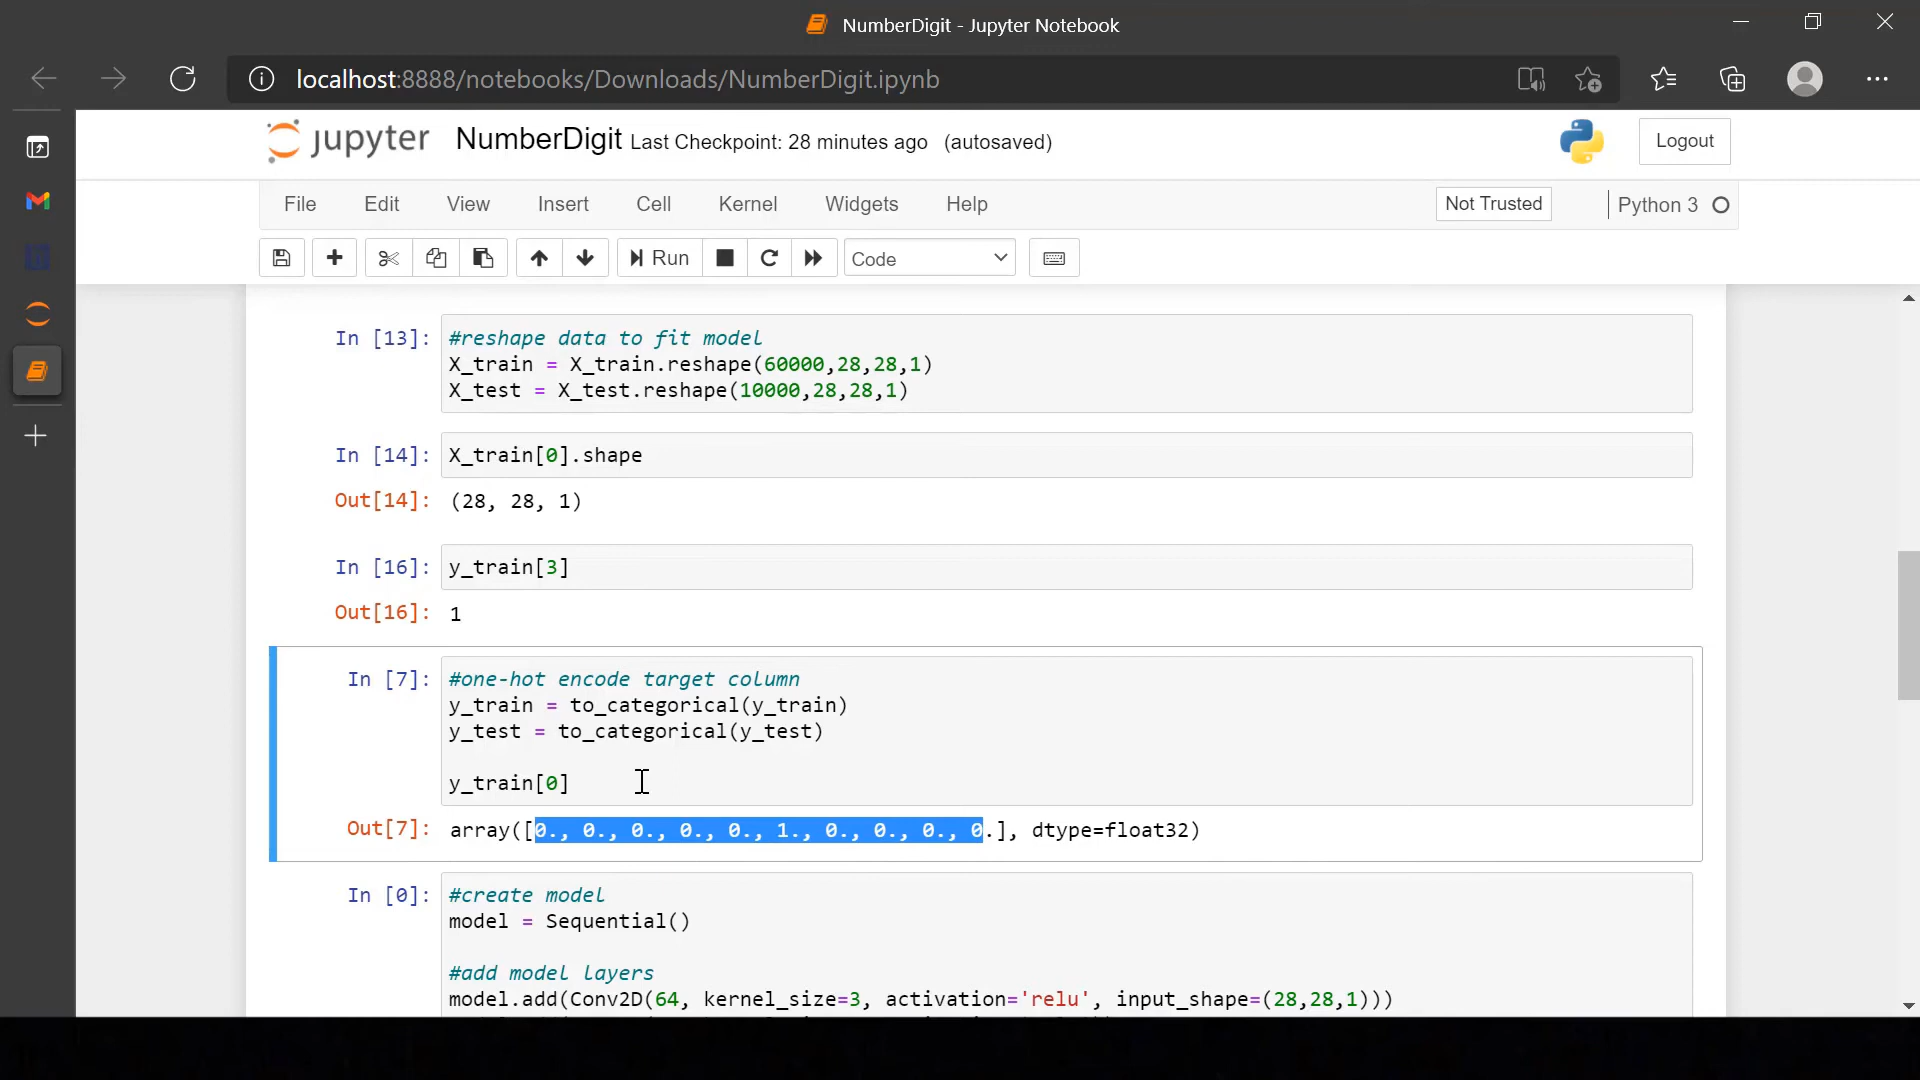 NumberDigit - Jupyter Notebook
localhost:8888/notebooks/Downloads/NumberDigit.ipynb
jupyter NumberDigit Last Checkpoint: 28 minutes ago (autosaved)
Logout
File Edit View Insert Cell Kernel Widgets Help
Not Trusted
Python 3
Run
Code
In [13]: #reshape data to fit model
X_train = X_train.reshape(60000,28,28,1)
X_test = X_test.reshape(10000,28,28,1)
In [14]: X_train[0].shape
Out[14]: (28, 28, 1)
In [16]: y_train[3]
Out[16]: 1
In [7]: #one-hot encode target column
y_train = to_categorical(y_train)
y_test = to_categorical(y_test)
y_train[0]
Out[7]: array([0., 0., 0., 0., 0., 1., 0., 0., 0., 0.], dtype=float32)
In [0]: #create model
model = Sequential()
#add model layers
model.add(Conv2D(64, kernel_size=3, activation='relu', input_shape=(28,28,1)))